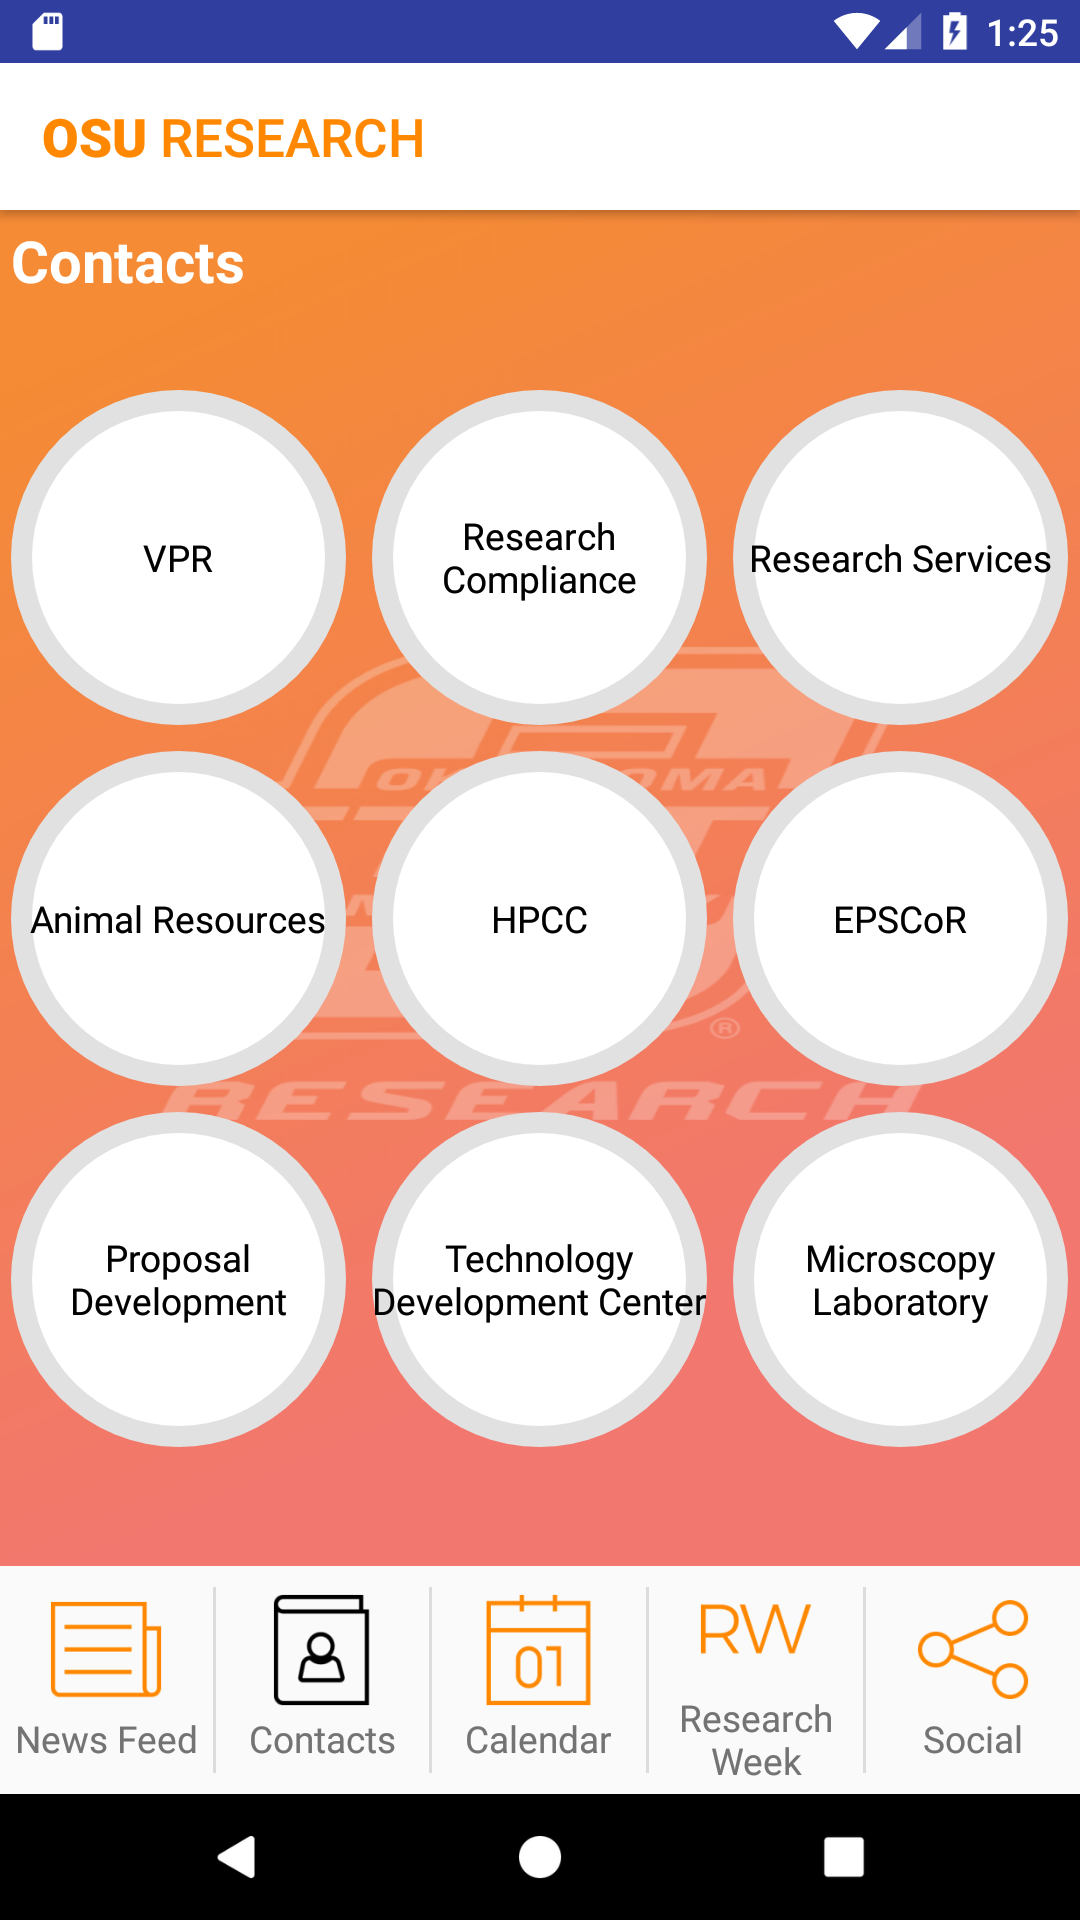 1:25
OSU RESEARCH
Contacts
VPR
Research
Compliance
Research Services
OMA
Animal Resources
HPCC
EPSCoR
®
RESEARCH
Proposal
Development
Technology
Development Center
Microscopy
Laboratory
01
RW
News Feed
Contacts
Calendar
Research
Week
Social